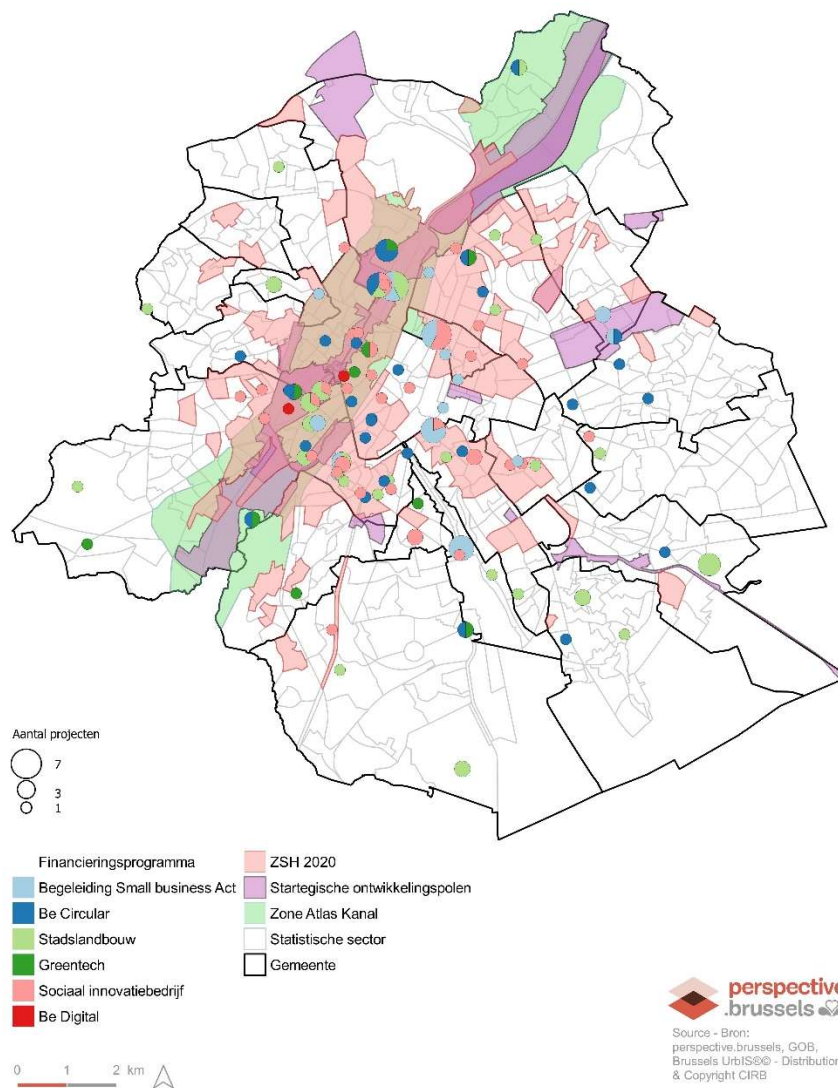 Aantal projecten
7
3
1
Financieringsprogramma
Begeleiding Small business Act
Be Circular
Stadslandbouw
Greentech
Sociaal innovatiebedrijf
Be Digital
ZSH 2020
Startegische ontwikkelingspolen
Zone Atlas Kanal
Statistische sector
Gemeente
0 1 2 km
perspective
.brussels
Source - Bron:
perspective.brussels, GOB,
Brussels UrbIS®© - Distribution
& Copyright CIRB